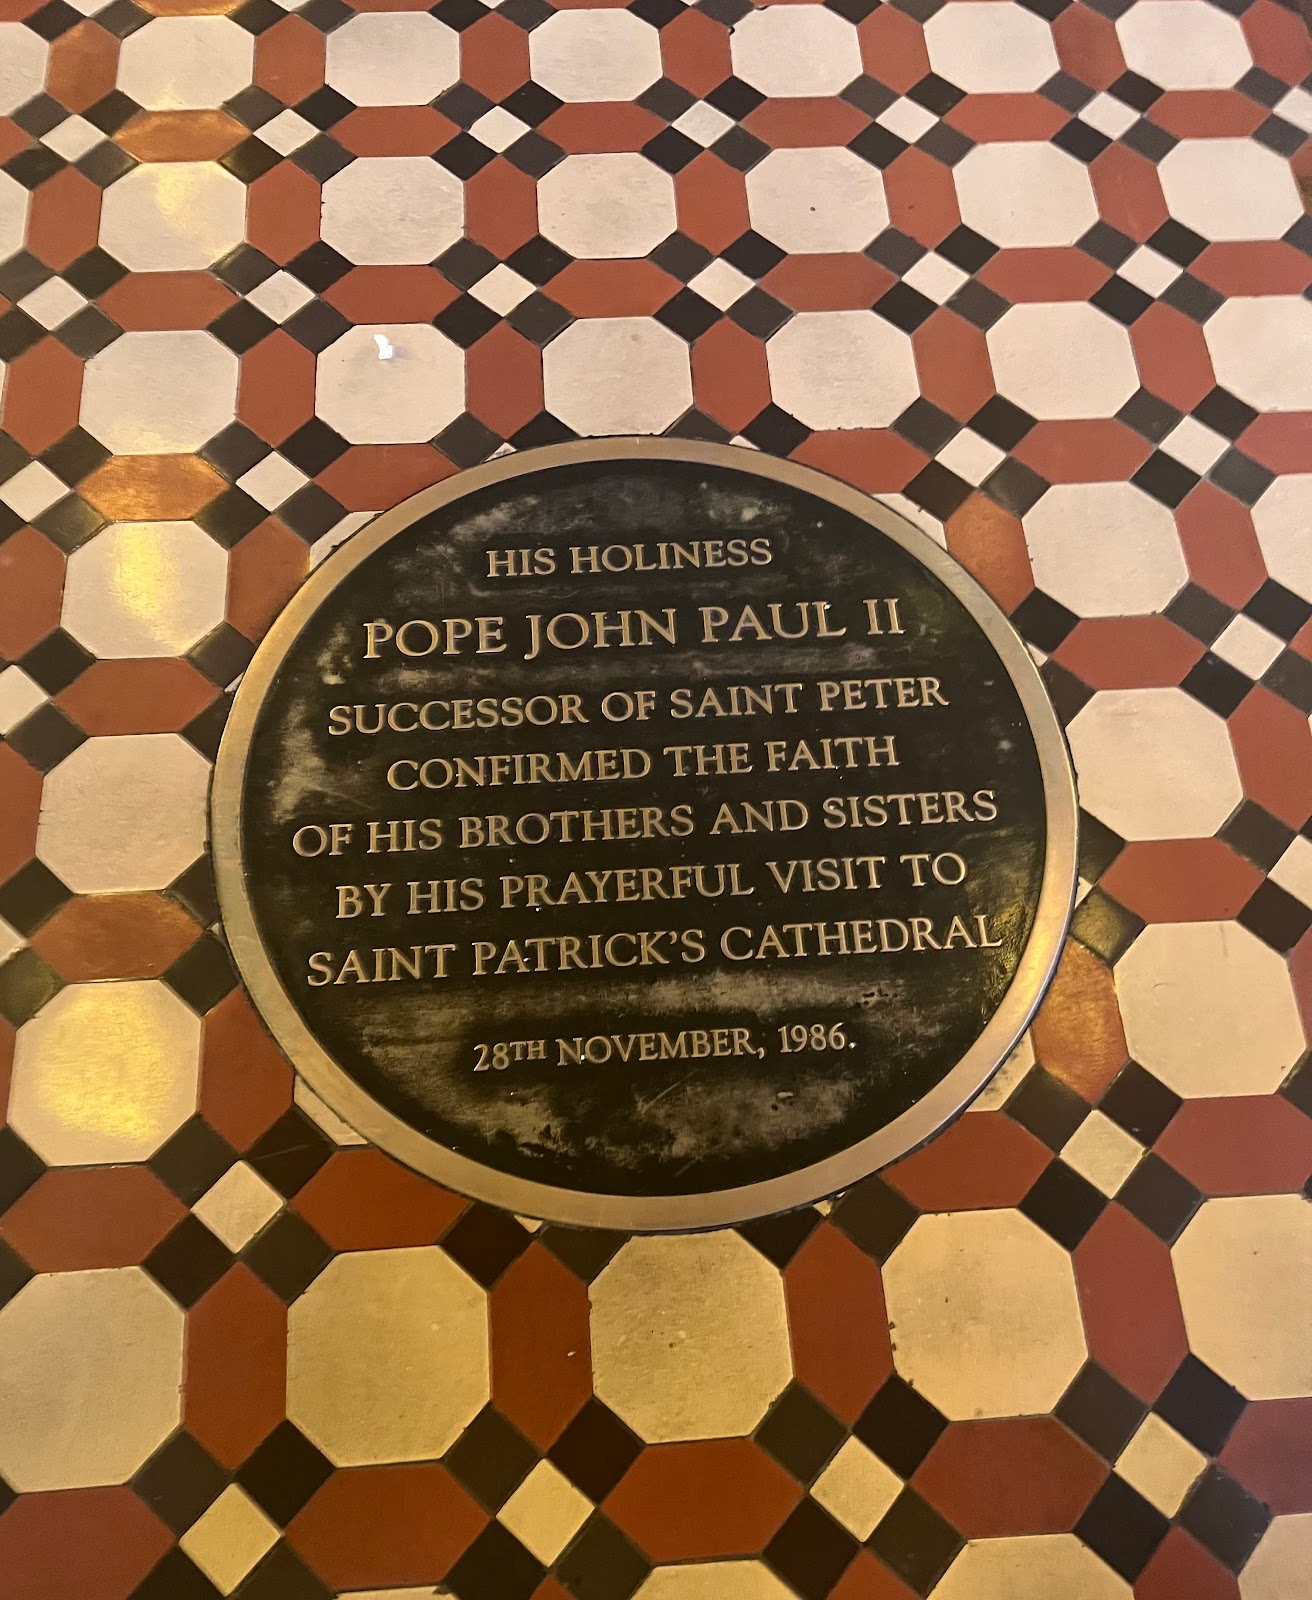 HIS HOLINESS
POPE JOHN PAUL II
SUCCESSOR OF SAINT PETER
CONFIRMED THE FAITH
OF HIS BROTHERS AND SISTERS
BY HIS PRAYERFUL VISIT TO
SAINT PATRICK'S CATHEDRAL
28TH NOVEMBER, 1986.